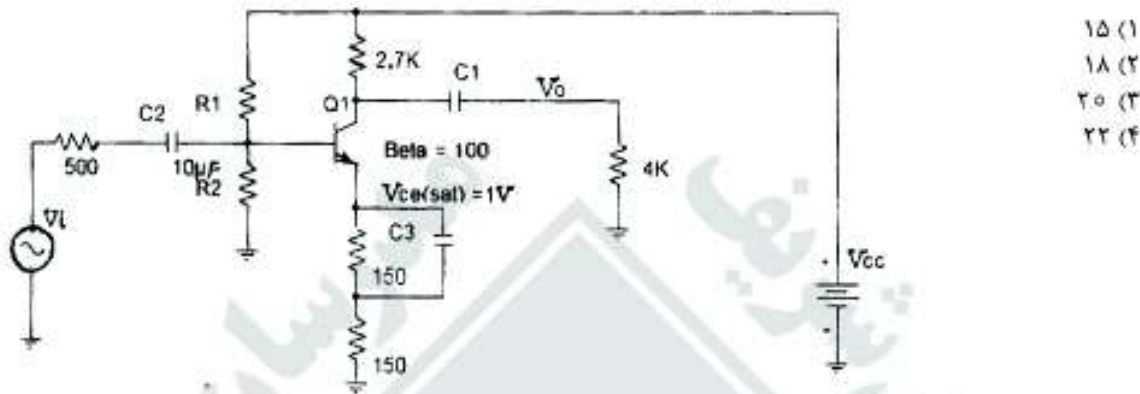 ۱) ۱۵
۲) ۱۸
۳) ۲۰
۴) ۲۲
2.7K
C1
Vo
R1
Q1
C2
Beta = 100
500
10µF
R2
4K
Vce(sat) = 1V
Vi
C3
Vcc
+
150
-
150